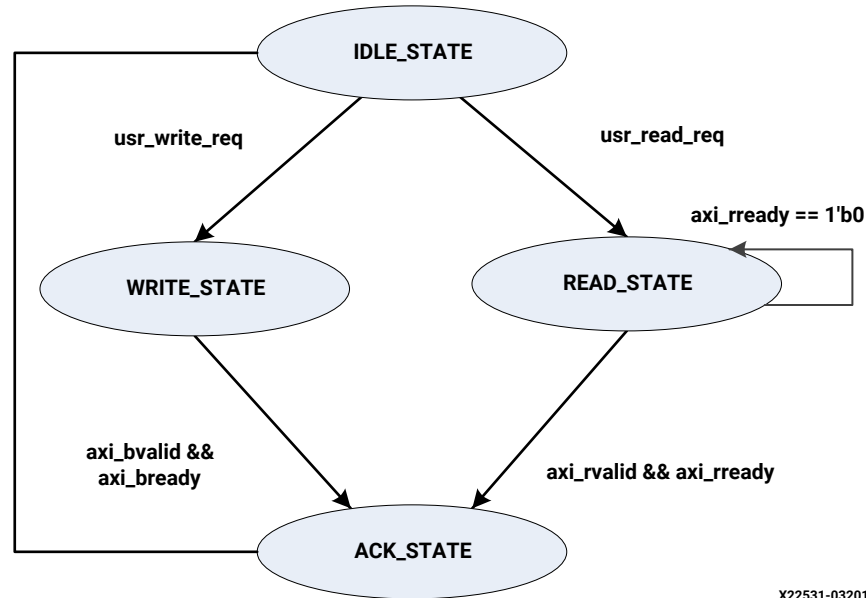 IDLE_STATE
usr_write_req
usr_read_req
axi_rready == 1'b0
WRITE_STATE
READ_STATE
axi_bvalid &&
axi_bready
axi_rvalid && axi_rready
ACK_STATE
X22531-03201